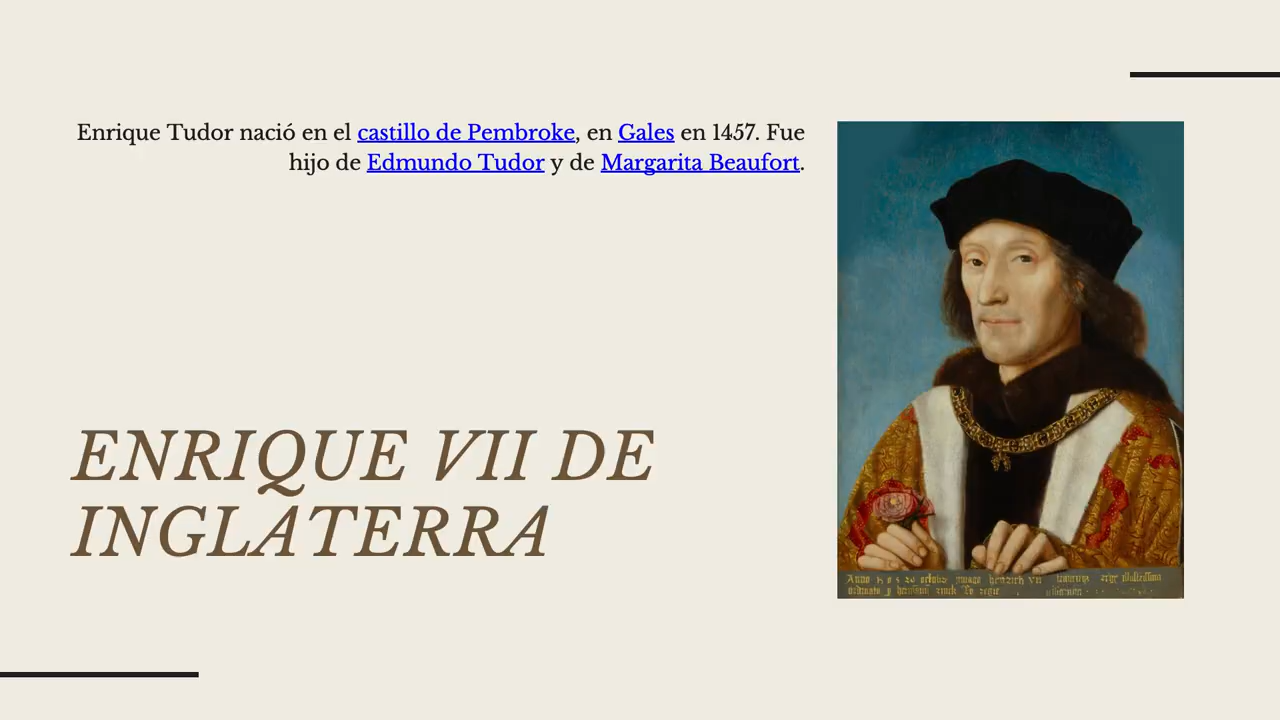 Enrique Tudor nació en el castillo de Pembroke, en Gales en 1457. Fue
hijo de Edmundo Tudor y de Margarita Beaufort.
ENRIQUE VII DE
INGLATERRA
Anno